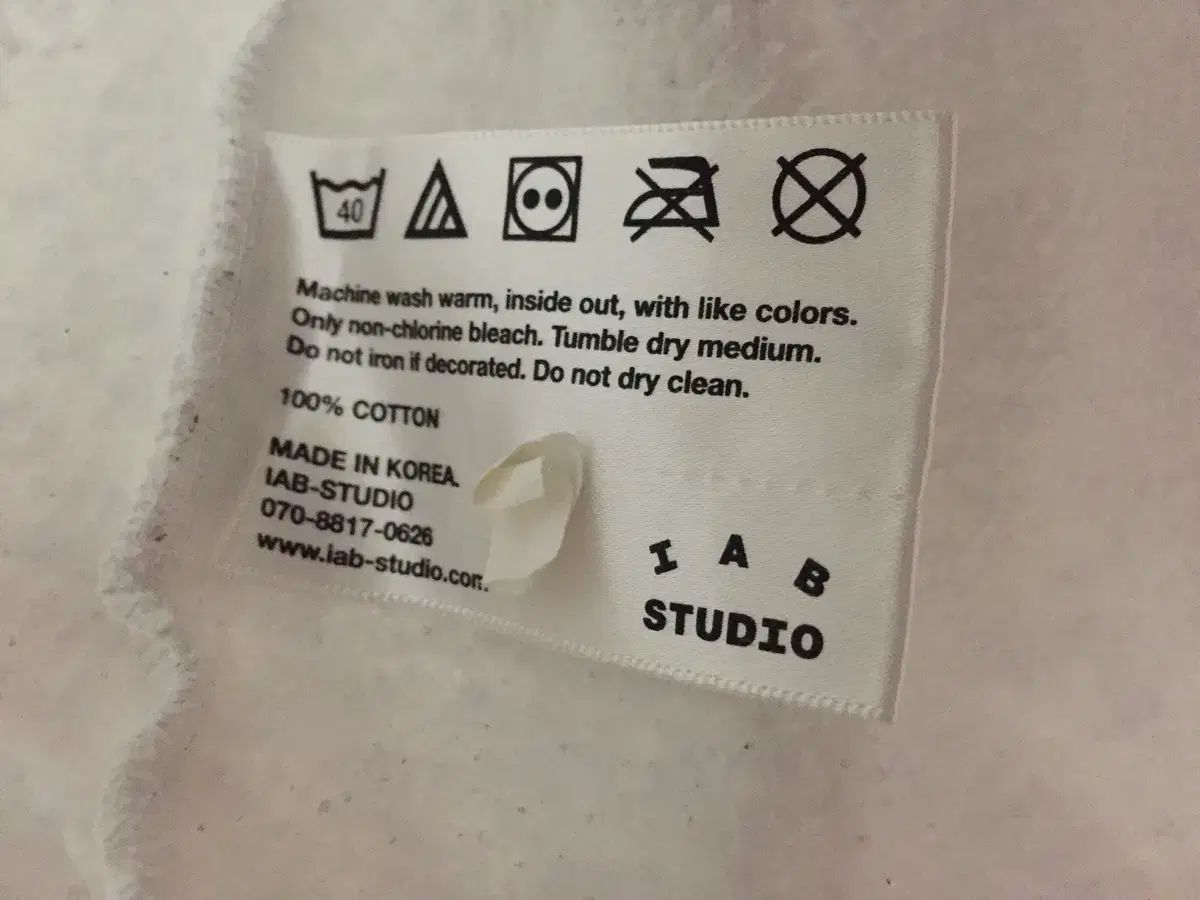 40
Machine wash warm, inside out, with like colors.
Only non-chlorine bleach. Tumble dry medium.
Do not iron if decorated. Do not dry clean.
100% COTTON
MADE IN KOREA.
IAB-STUDIO
070-8817-0626
www.iab-studio.com.
IAB
STUDIO